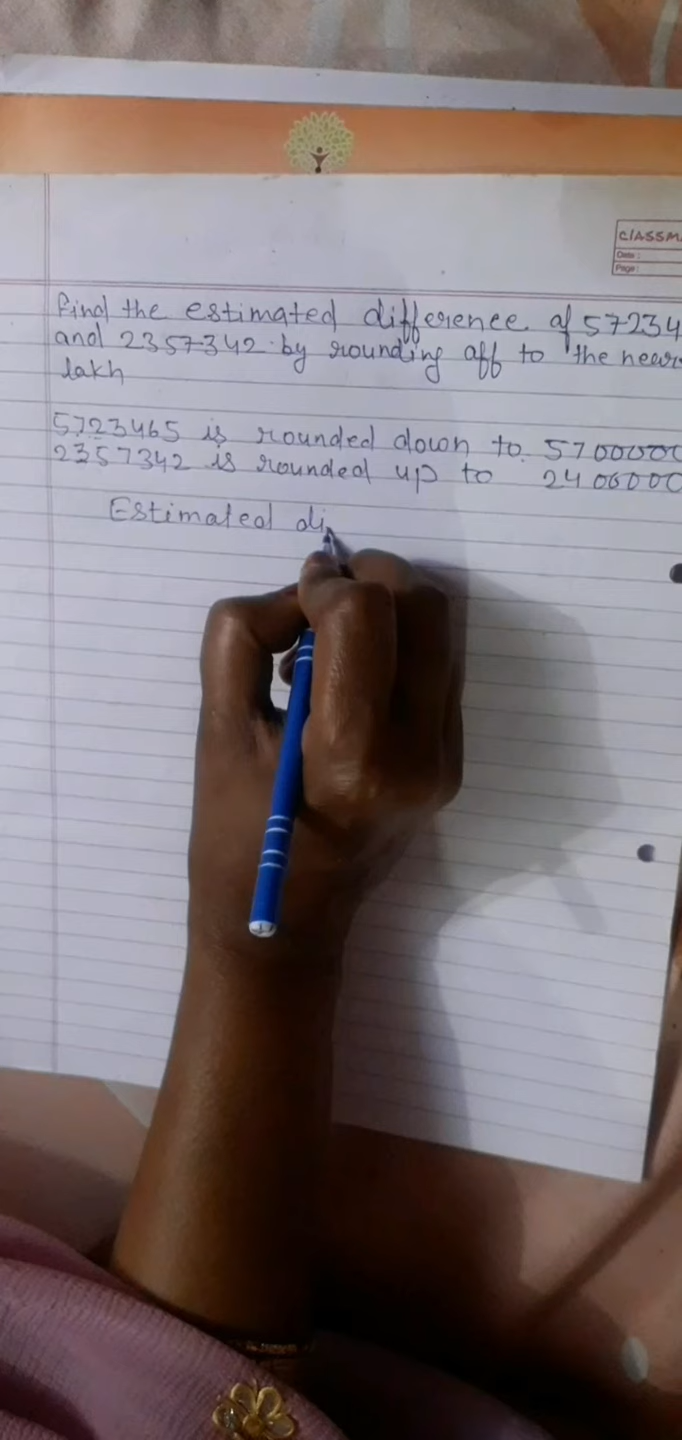 Find the estimated difference of 57234
and 2357342 by rounding off to the near
lakh
5723465 is rounded down to 5700000
2357342 is rounded up to 2400000
Estimated di
CLASSM
Date :
Page :